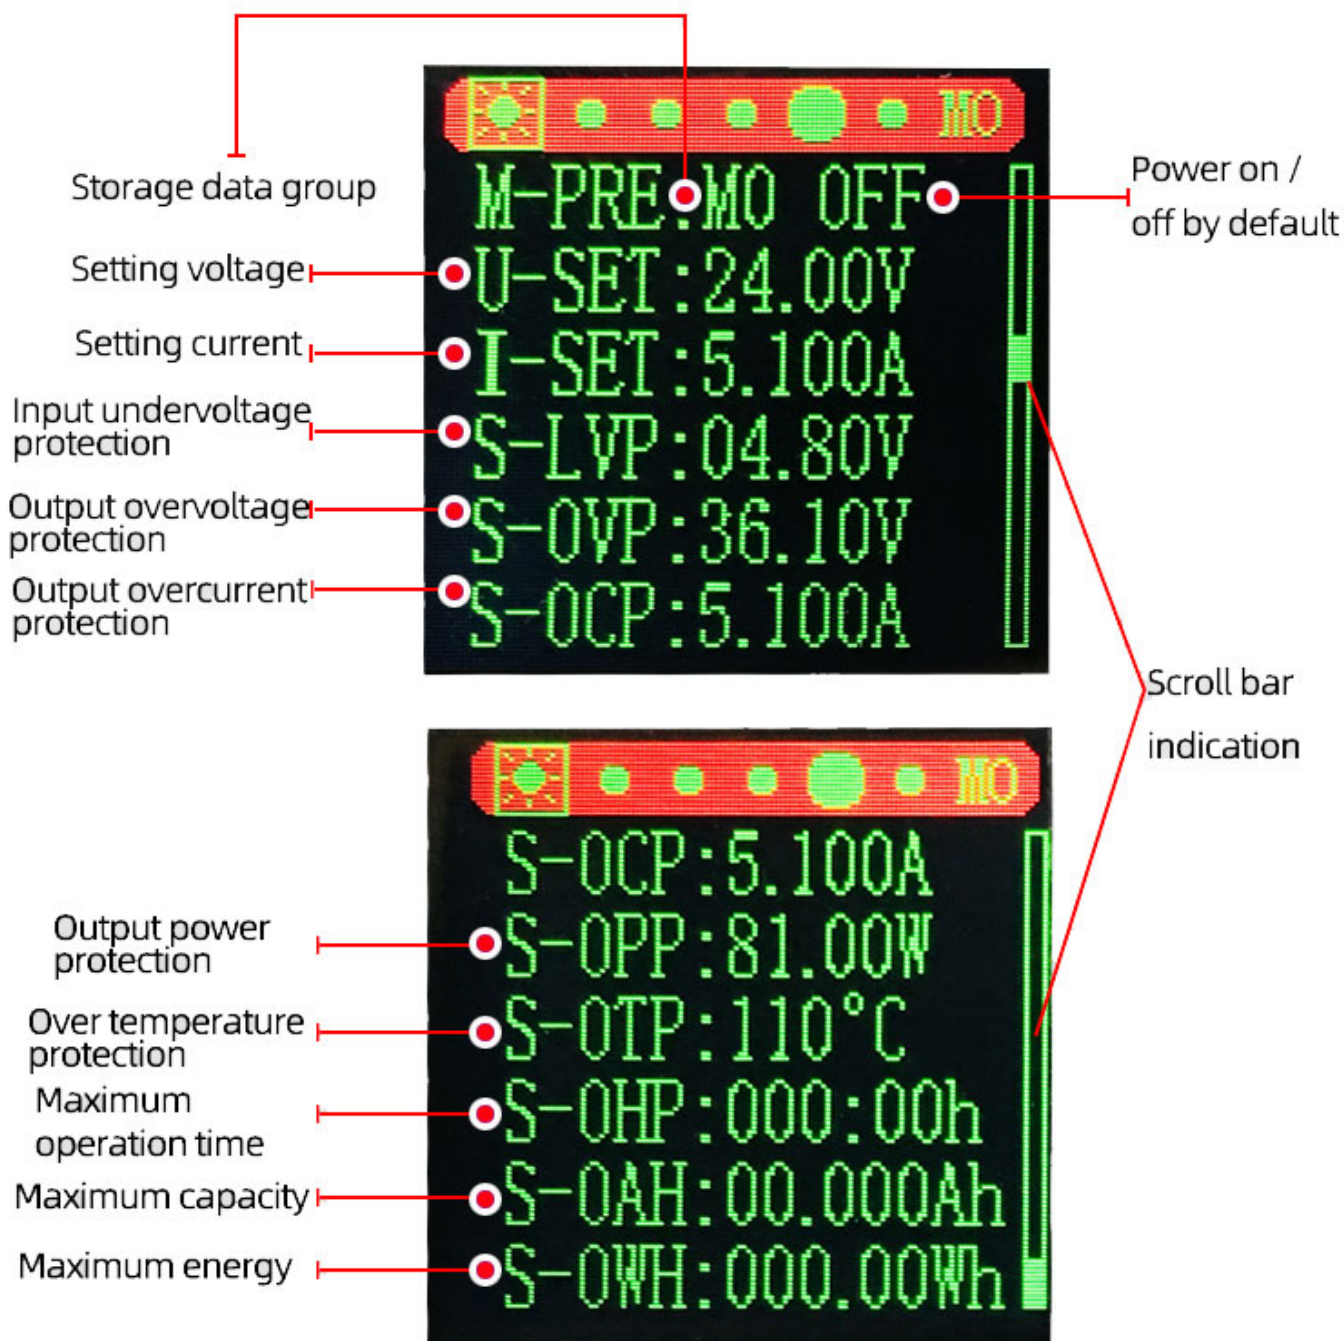 MO
Storage data group
M-PRE:MO OFF
Power on /
off by default
Setting voltage
U-SET:24.00V
Setting current
I-SET:5.100A
Input undervoltage
protection
S-LVP:04.80V
Output overvoltage
protection
S-OVP:36.10V
Output overcurrent
protection
S-OCP:5.100A
Scroll bar
indication
MO
S-OCP:5.100A
Output power
protection
S-OPP:81.00W
Over temperature
protection
S-OTP:110°C
Maximum
operation time
S-OHP:000:00h
Maximum capacity
S-OAH:00.000Ah
Maximum energy
S-OWH:000.00Wh